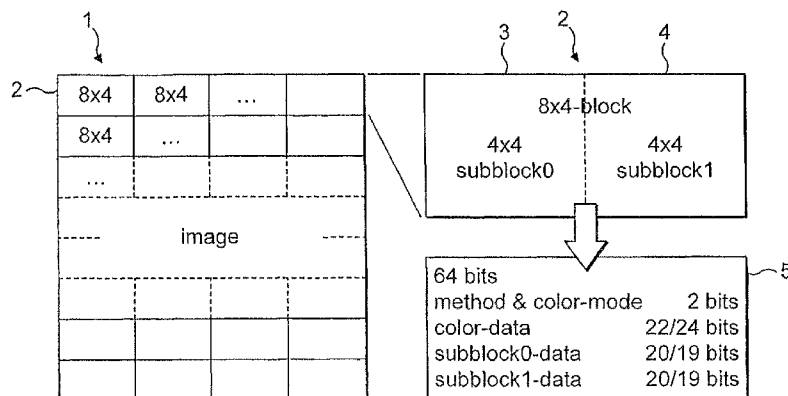 1
3
2
4
2
8x4
8x4
...
8x4
...
...
image
8x4-block
4x4
subblock0
4x4
subblock1
5
64 bits
method & color-mode 2 bits
color-data 22/24 bits
subblock0-data 20/19 bits
subblock1-data 20/19 bits